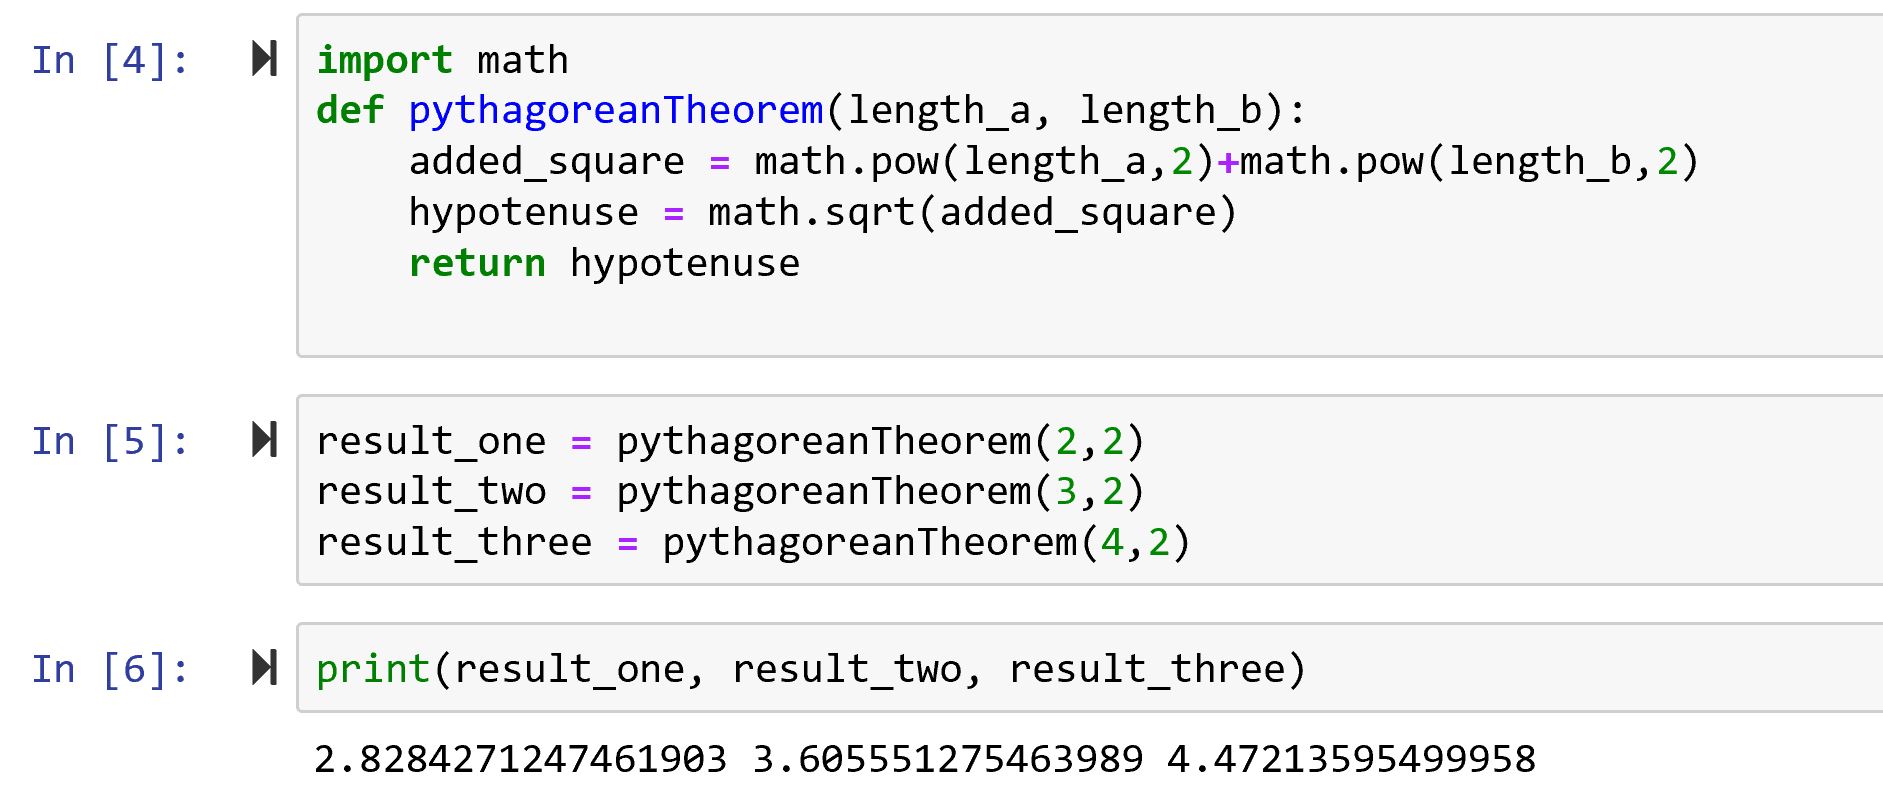 In [4]:
import math
def pythagoreanTheorem(length_a, length_b):
    added_square = math.pow(length_a,2)+math.pow(length_b,2)
    hypotenuse = math.sqrt(added_square)
    return hypotenuse
In [5]:
result_one = pythagoreanTheorem(2,2)
result_two = pythagoreanTheorem(3,2)
result_three = pythagoreanTheorem(4,2)
In [6]:
print(result_one, result_two, result_three)
2.8284271247461903 3.605551275463989 4.47213595499958